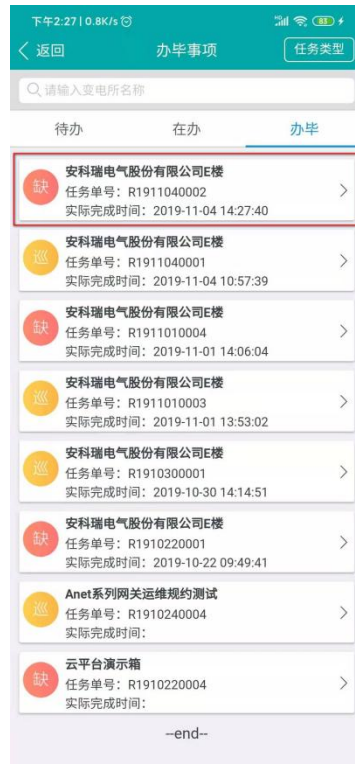 下午2:27 | 0.8K/s
83
返回
办毕事项
任务类型
请输入变电所名称
待办
在办
办毕
缺
安科瑞电气股份有限公司E楼
任务单号：R1911040002
实际完成时间：2019-11-04 14:27:40
巡
安科瑞电气股份有限公司E楼
任务单号：R1911040001
实际完成时间：2019-11-04 10:57:39
缺
安科瑞电气股份有限公司E楼
任务单号：R1911010004
实际完成时间：2019-11-01 14:06:04
巡
安科瑞电气股份有限公司E楼
任务单号：R1911010003
实际完成时间：2019-11-01 13:53:02
巡
安科瑞电气股份有限公司E楼
任务单号：R1910300001
实际完成时间：2019-10-30 14:14:51
缺
安科瑞电气股份有限公司E楼
任务单号：R1910220001
实际完成时间：2019-10-22 09:49:41
巡
Anet系列网关运维规约测试
任务单号：R1910240004
实际完成时间：
缺
云平台演示箱
任务单号：R1910220004
实际完成时间：
--end--